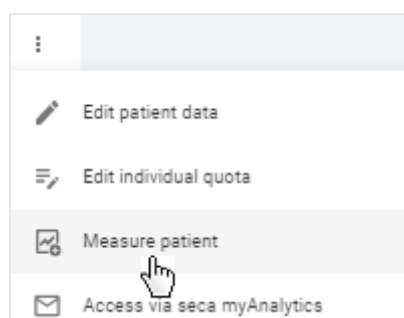 Edit patient data
Edit individual quota
Measure patient
Access via seca myAnalytics